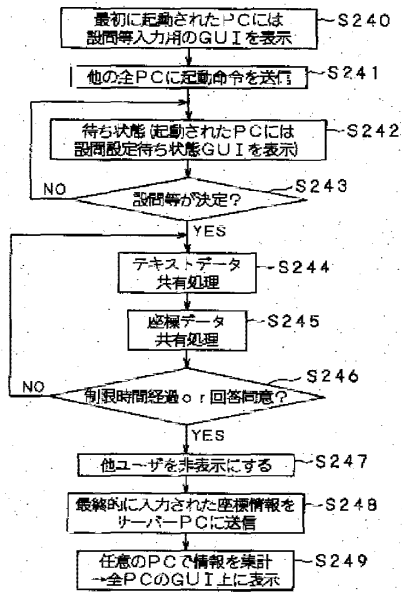 最初に起動されたPCには
設問等入力用のGUIを表示
S240
他の全PCに起動命令を送信
S241
待ち状態(起動されたPCには
設問設定待ち状態GUIを表示)
S242
NO
設問等が決定?
S243
YES
テキストデータ
共有処理
S244
座標データ
共有処理
S245
NO
制限時間経過or回答同意?
S246
YES
他ユーザを非表示にする
S247
最終的に入力された座標情報を
サーバーPCに送信
S248
任意のPCで情報を集計
→全PCのGUI上に表示
S249